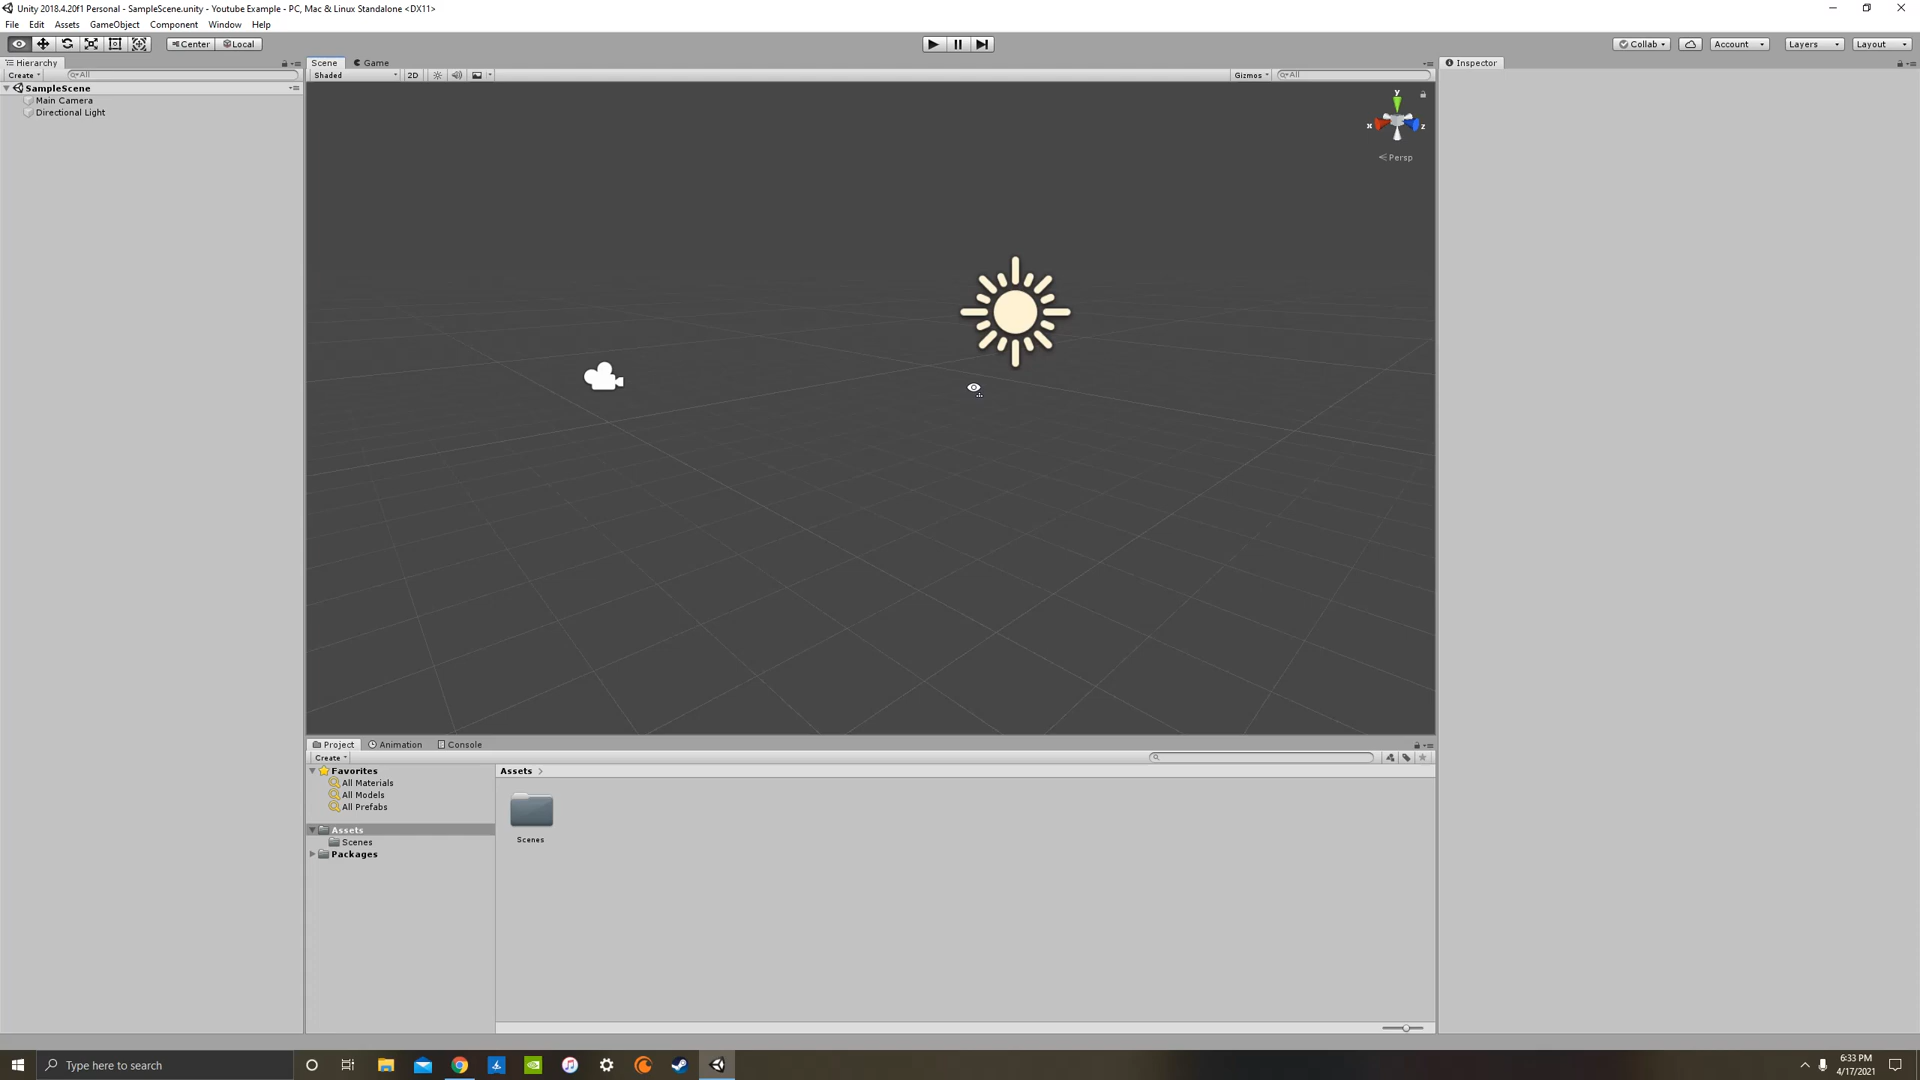 Unity 2018.4.20f1 Personal - SampleScene.unity - Youtube Example - PC, Mac & Linux Standalone <DX11>
File Edit Assets GameObject Component Window Help
Center Local Collab Account Layers Layout
Hierarchy Scene Game Inspector
Create All Shaded 2D Gizmos All
SampleScene
Main Camera
Directional Light
y
x z
Persp
Project Animation Console
Create
Favorites Assets
All Materials
All Models
All Prefabs
Assets
Scenes
Packages
Scenes
Type here to search
6:33 PM
4/17/2021